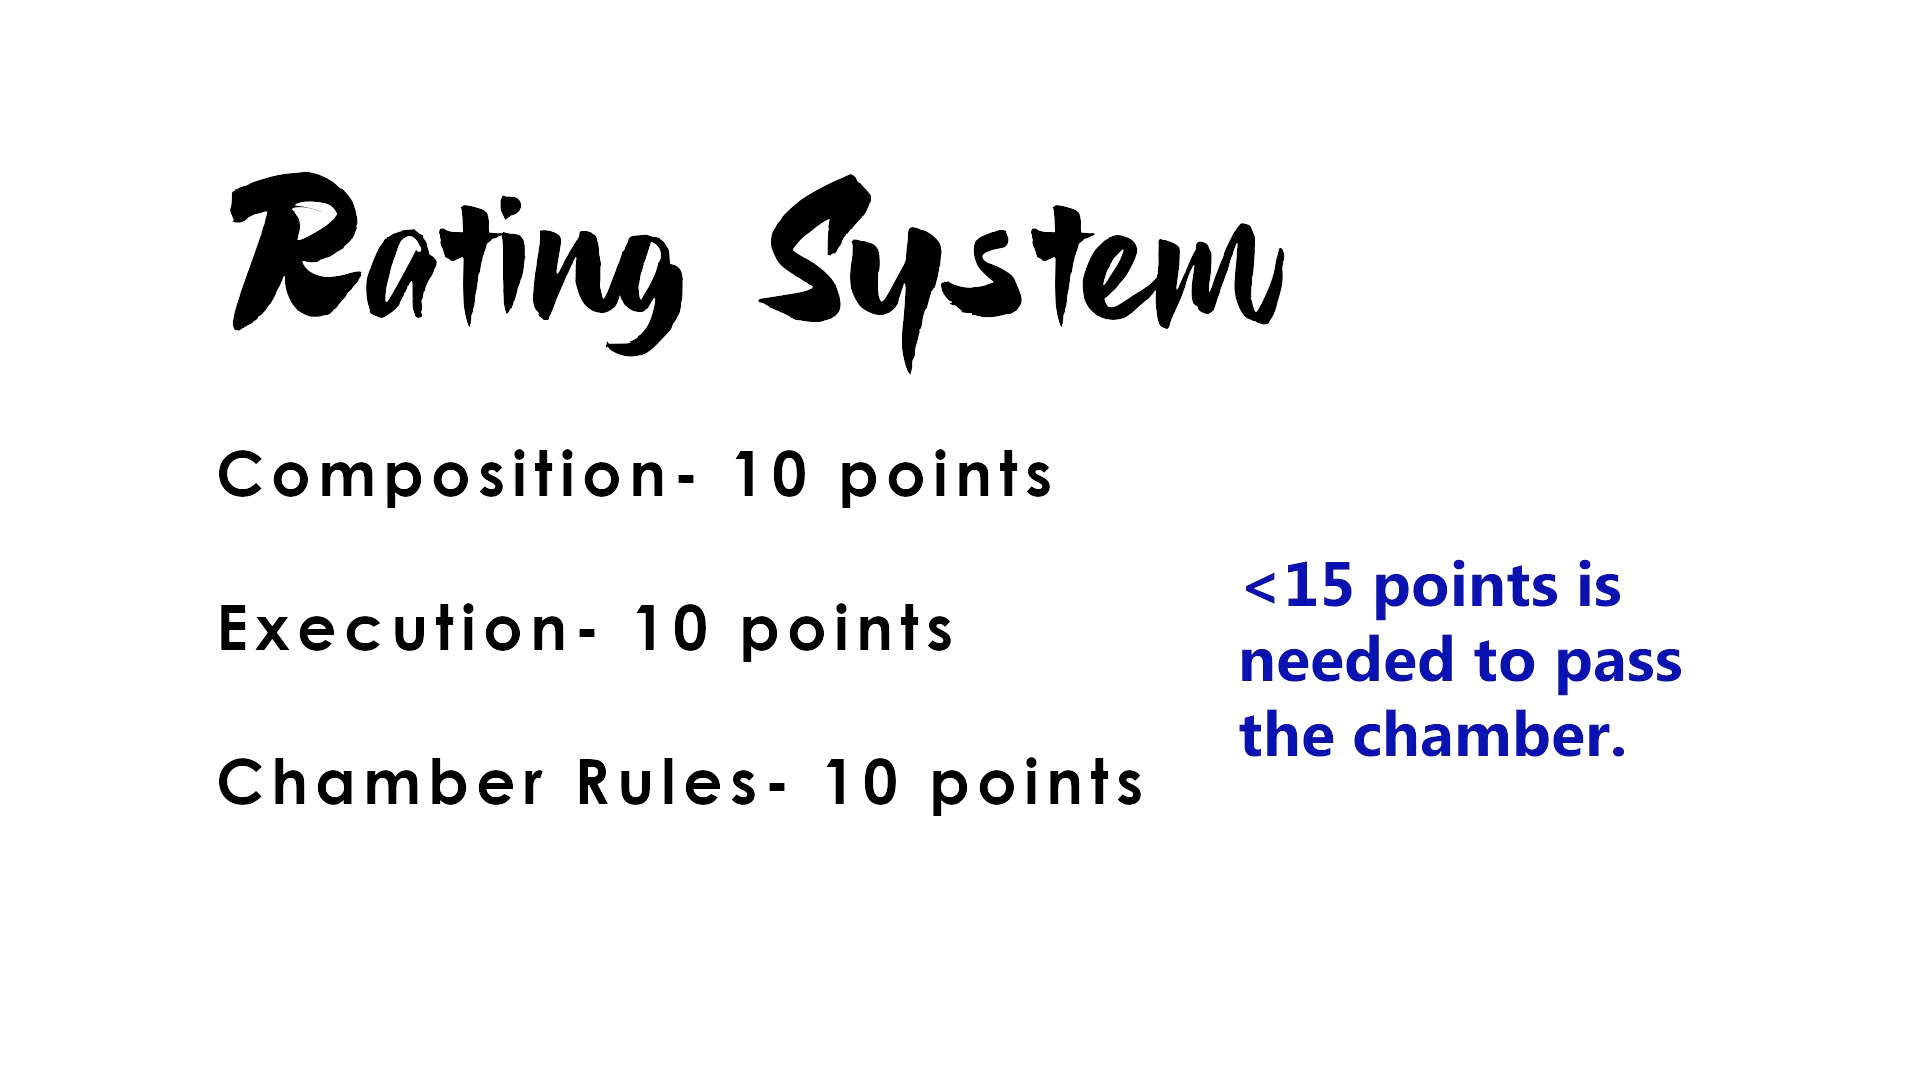 Rating System
Composition- 10 points
Execution- 10 points
Chamber Rules- 10 points
<15 points is
needed to pass
the chamber.